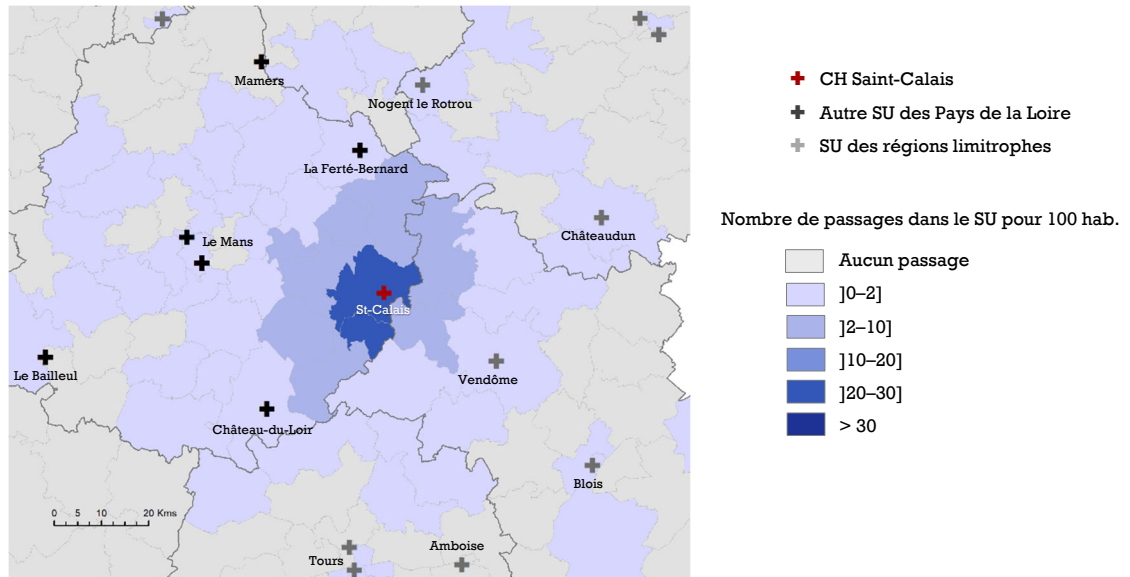 Mamers
Nogent le Rotrou
La Ferté-Bernard
Le Mans
Châteaudun
St-Calais
Le Bailleul
Vendôme
Château-du-Loir
Blois
0 5 10 20 Kms
Tours
Amboise
CH Saint-Calais
Autre SU des Pays de la Loire
SU des régions limitrophes
Nombre de passages dans le SU pour 100 hab.
Aucun passage
]0–2]
]2–10]
]10–20]
]20–30]
> 30